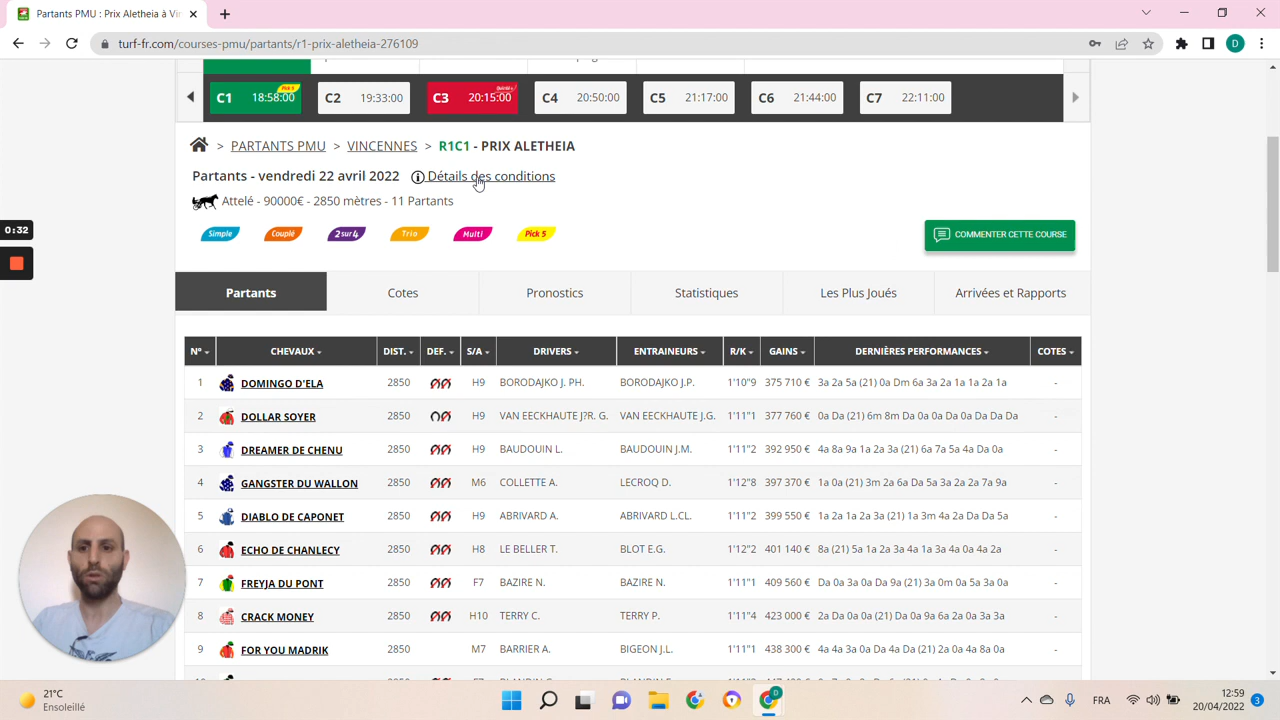 Partants PMU : Prix Aletheia à Vin
turf-fr.com/courses-pmu/partants/r1-prix-aletheia-276109
D
C1 18:58:00 Pick 5
C2 19:33:00
C3 20:15:00
C4 20:50:00
C5 21:17:00
C6 21:44:00
C7 22:11:00
> PARTANTS PMU > VINCENNES > R1C1 - PRIX ALETHEIA
Partants - vendredi 22 avril 2022 Détails des conditions
Attelé - 90000€ - 2850 mètres - 11 Partants
0:32
Simple Couplé 2sur4 Trio Multi Pick 5
COMMENTER CETTE COURSE
Partants Cotes Pronostics Statistiques Les Plus Joués Arrivées et Rapports
N° CHEVAUX DIST. DEF. S/A DRIVERS ENTRAINEURS R/K GAINS DERNIÈRES PERFORMANCES COTES
1 DOMINGO D'ELA 2850 H9 BORODAJKO J. PH. BORODAJKO J.P. 1'10"9 375 710 € 3a 2a 5a (21) 0a Dm 6a 3a 2a 1a 1a 2a 1a -
2 DOLLAR SOYER 2850 H9 VAN EECKHAUTE J?R. G. VAN EECKHAUTE J.G. 1'11"1 377 760 € 0a Da (21) 6m 8m Da 0a 0a Da 0a Da Da Da -
3 DREAMER DE CHENU 2850 H9 BAUDOUIN L. BAUDOUIN J.M. 1'11"2 392 950 € 4a 8a 9a 1a 2a 3a (21) 6a 7a 5a 4a Da 0a -
4 GANGSTER DU WALLON 2850 M6 COLLETTE A. LECROQ D. 1'12"8 397 370 € 1a 0a (21) 3m 2a 6a Da 5a 3a 2a 2a 7a 9a -
5 DIABLO DE CAPONET 2850 H9 ABRIVARD A. ABRIVARD L.CL. 1'11"2 399 550 € 1a 2a 1a 2a 3a (21) 1a 3m 4a 2a Da Da 5a -
6 ECHO DE CHANLECY 2850 H8 LE BELLER T. BLOT E.G. 1'12"2 401 140 € 8a (21) 5a 1a 2a 3a 4a 1a 3a 4a 0a 4a 2a -
7 FREYJA DU PONT 2850 F7 BAZIRE N. BAZIRE N. 1'11"1 409 560 € Da 0a 3a 0a Da 9a (21) 3a 0m 0a 5a 3a 0a -
8 CRACK MONEY 2850 H10 TERRY C. TERRY P. 1'11"4 423 000 € 2a Da 0a 0a (21) Da 0a 9a 6a 2a 0a 3a 3a -
9 FOR YOU MADRIK 2850 M7 BARRIER A. BIGEON J.L. 1'11"1 438 300 € 4a 4a 3a 0a Da 4a Da (21) 2a 0a 4a 8a 0a -
21°C
Ensoleillé
D
FRA
12:59
20/04/2022
3